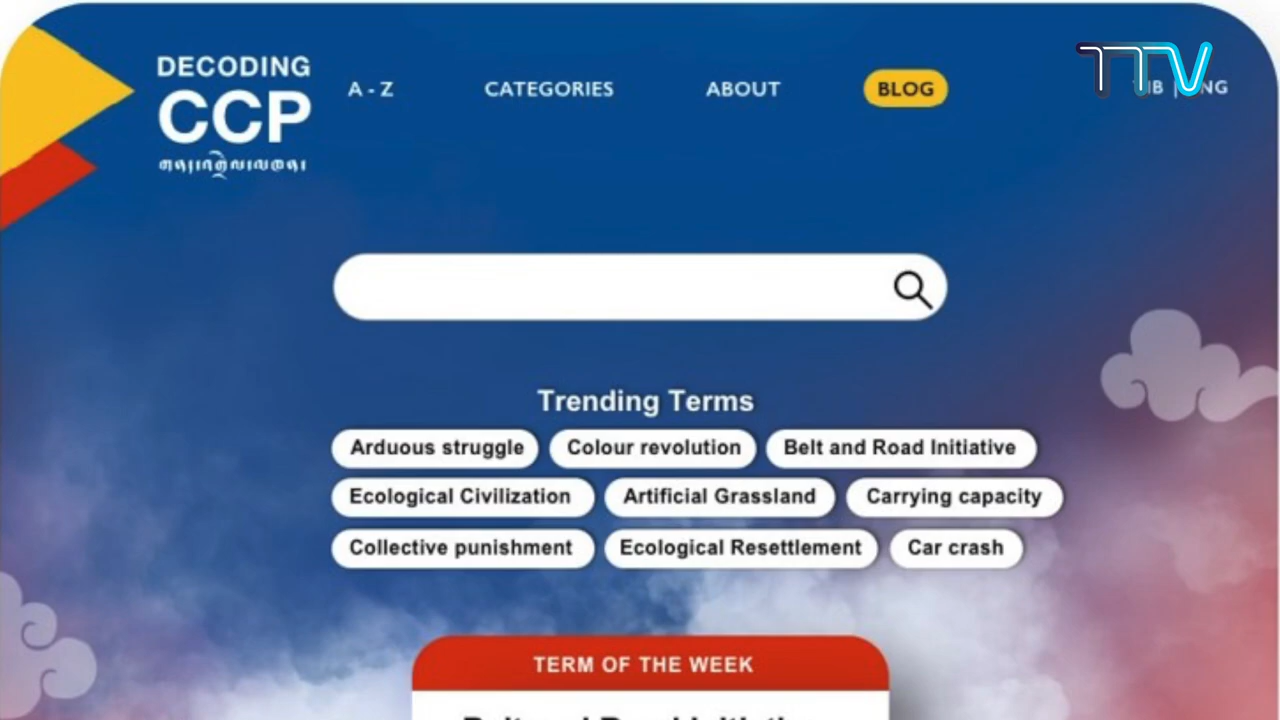 DECODING
CCP
A - Z
CATEGORIES
ABOUT
BLOG
TTV
Trending Terms
Arduous struggle
Colour revolution
Belt and Road Initiative
Ecological Civilization
Artificial Grassland
Carrying capacity
Collective punishment
Ecological Resettlement
Car crash
TERM OF THE WEEK